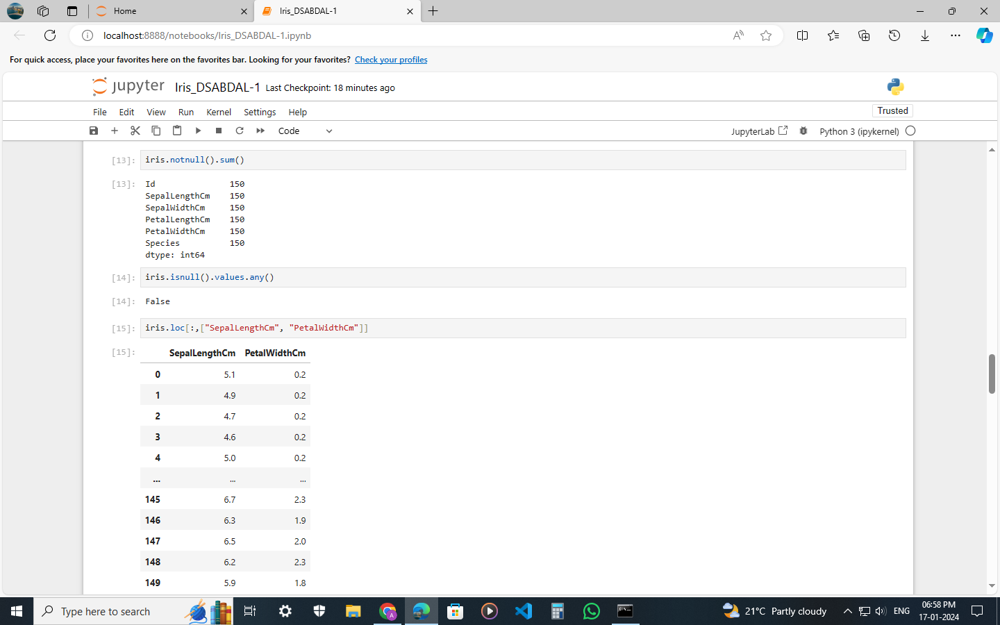 Home
Iris_DSABDAL-1
localhost:8888/notebooks/Iris_DSABDAL-1.ipynb
For quick access, place your favorites here on the favorites bar. Looking for your favorites? Check your profiles
jupyter Iris_DSABDAL-1 Last Checkpoint: 18 minutes ago
File Edit View Run Kernel Settings Help
Trusted
Code
JupyterLab
Python 3 (ipykernel)
[13]: iris.notnull().sum()
[13]: Id 150
SepalLengthCm 150
SepalWidthCm 150
PetalLengthCm 150
PetalWidthCm 150
Species 150
dtype: int64
[14]: iris.isnull().values.any()
[14]: False
[15]: iris.loc[:,["SepalLengthCm", "PetalWidthCm"]]
[15]: SepalLengthCm PetalWidthCm
0 5.1 0.2
1 4.9 0.2
2 4.7 0.2
3 4.6 0.2
4 5.0 0.2
... ... ...
145 6.7 2.3
146 6.3 1.9
147 6.5 2.0
148 6.2 2.3
149 5.9 1.8
Type here to search
A
21°C Partly cloudy
ENG
06:58 PM
17-01-2024